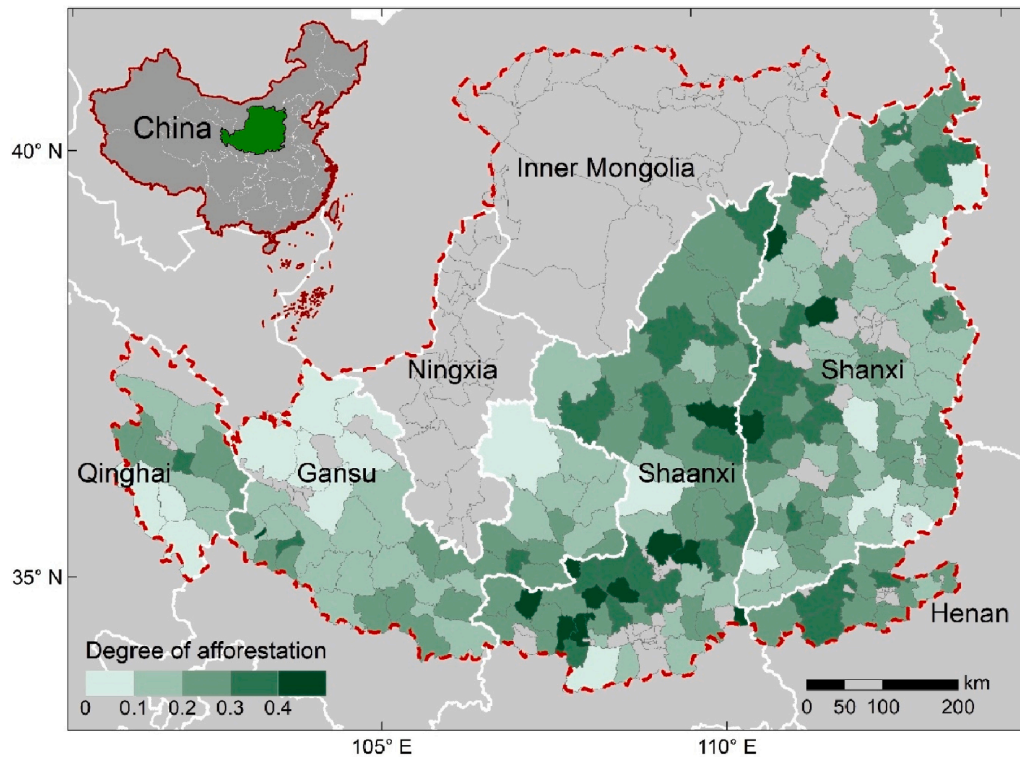 China
40° N
Inner Mongolia
Ningxia
Shanxi
Qinghai
Gansu
Shaanxi
35° N
Henan
Degree of afforestation
0 0.1 0.2 0.3 0.4
km
0 50 100 200
105° E 110° E